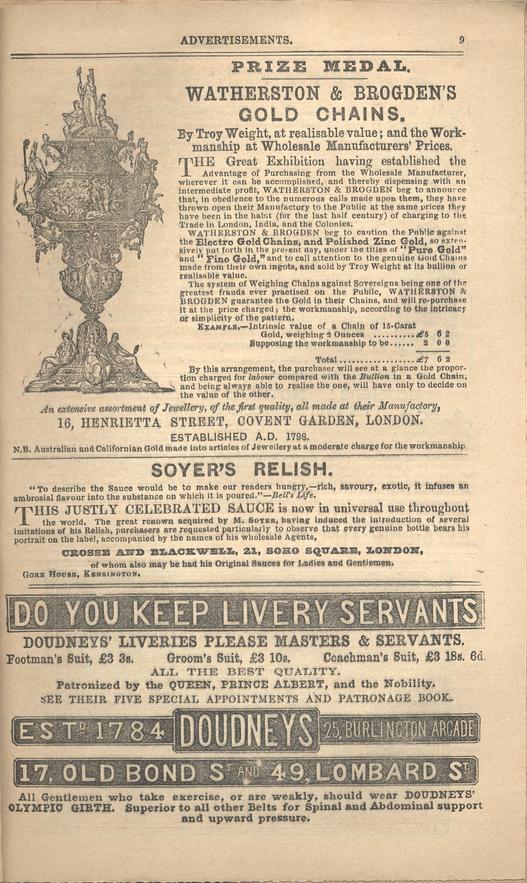 ADVERTISEMENTS. 9
PRIZE MEDAL.
WATHERSTON & BROGDEN'S
GOLD CHAINS.
By Troy Weight, at realisable value; and the Work-
manship at Wholesale Manufacturers' Prices.
THE Great Exhibition having established the
Advantage of Purchasing from the Wholesale Manufacturer,
wherever it can be accomplished, and thereby dispensing with an
intermediate profit, WATHERSTON & BROGDEN beg to announce
that, in obedience to the numerous calls made upon them, they have
thrown open their Manufactory to the Public at the same prices they
have been in the habit (for the last half century) of charging to the
Trade in London, India, and the Colonies.
WATHERSTON & BROGDEN beg to caution the Public against
the Electro Gold Chains, and Polished Zinc Gold, so exten-
sively put forth in the present day, under the titles of "Pure Gold"
and "Fine Gold," and to call attention to the genuine Gold Chains
made from their own ingots, and sold by Troy Weight at its bullion or
realisable value.
The system of Weighing Chains against Sovereigns being one of the
greatest frauds ever practised on the Public, WATHERSTON &
BROGDEN guarantee the Gold in their Chains, and will re-purchase
it at the price charged; the workmanship, according to the intricacy
or simplicity of the pattern.
EXAMPLE.—Intrinsic value of a Chain of 15-Carat
Gold, weighing 2 Ounces .......... £5 6 2
Supposing the workmanship to be...... 2 0 0
Total................. £7 6 2
By this arrangement, the purchaser will see at a glance the propor-
tion charged for labour compared with the Bullion in a Gold Chain,
and being always able to realise the one, will have only to decide on
the value of the other.
An extensive assortment of Jewellery, of the first quality, all made at their Manufactory,
16, HENRIETTA STREET, COVENT GARDEN, LONDON.
ESTABLISHED A.D. 1798.
N.B. Australian and Californian Gold made into articles of Jewellery at a moderate charge for the workmanship.
SOYER'S RELISH.
"To describe the Sauce would be to make our readers hungry,—rich, savoury, exotic, it infuses an
ambrosial flavour into the substance on which it is poured."—Bell's Life.
THIS JUSTLY CELEBRATED SAUCE is now in universal use throughout
the world. The great renown acquired by M. SOYER, having induced the introduction of several
imitations of his Relish, purchasers are requested particularly to observe that every genuine bottle bears his
portrait on the label, accompanied by the names of his wholesale Agents,
CROSSE AND BLACKWELL, 21, SOHO SQUARE, LONDON,
of whom also may be had his Original Sauces for Ladies and Gentlemen.
GORE HOUSE, KENSINGTON.
DO YOU KEEP LIVERY SERVANTS
DOUDNEYS' LIVERIES PLEASE MASTERS & SERVANTS.
Footman's Suit, £3 3s. Groom's Suit, £3 10s. Coachman's Suit, £3 18s. 6d.
ALL THE BEST QUALITY.
Patronized by the QUEEN, PRINCE ALBERT, and the Nobility.
SEE THEIR FIVE SPECIAL APPOINTMENTS AND PATRONAGE BOOK.
ESTD. 1784 DOUDNEYS 25, BURLINGTON ARCADE
17, OLD BOND ST AND 49, LOMBARD ST
All Gentlemen who take exercise, or are weakly, should wear DOUDNEYS'
OLYMPIC GIRTH. Superior to all other Belts for Spinal and Abdominal support
and upward pressure.